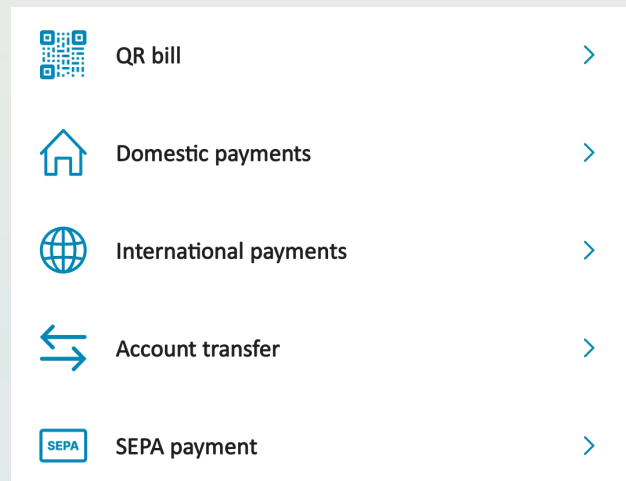 QR bill
Domestic payments
International payments
Account transfer
SEPA SEPA payment